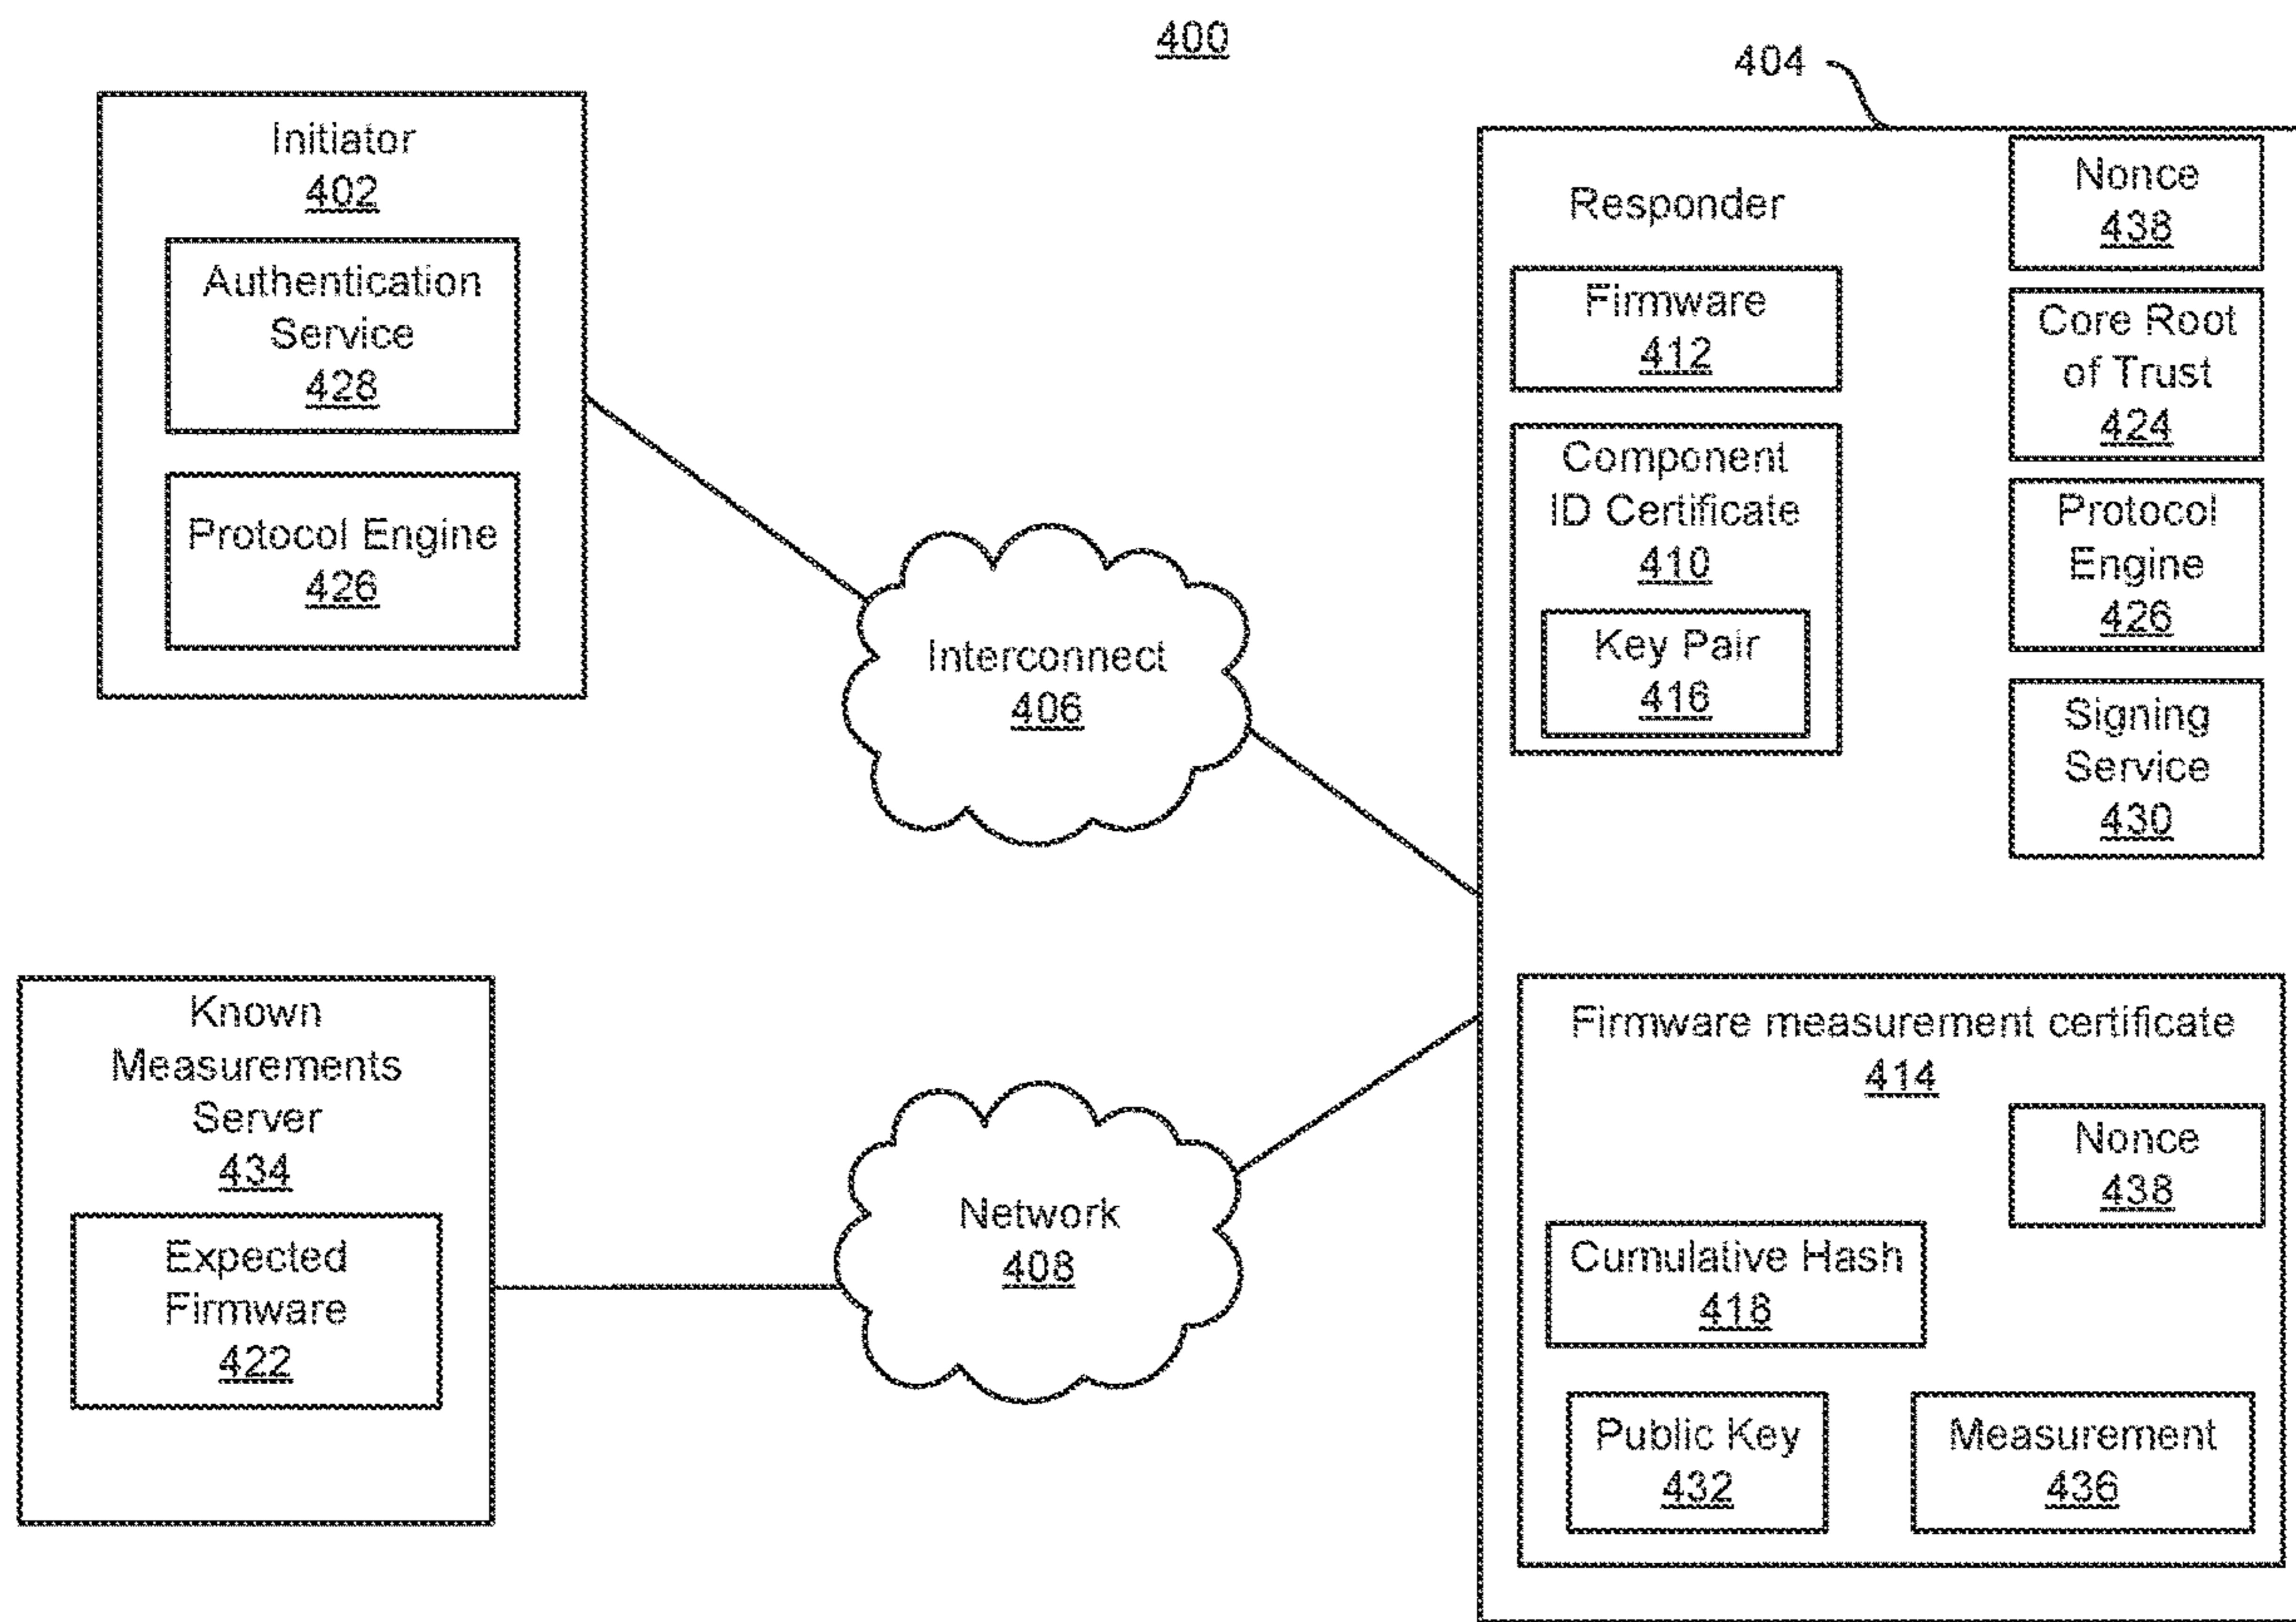 400
404
Initiator
402
Authentication
Service
428
Protocol Engine
426
Interconnect
406
Known
Measurements
Server
434
Expected
Firmware
422
Network
408
Responder
Firmware
412
Component
ID Certificate
410
Key Pair
416
Nonce
438
Core Root
of Trust
424
Protocol
Engine
426
Signing
Service
430
Firmware measurement certificate
414
Nonce
438
Cumulative Hash
418
Public Key
432
Measurement
436